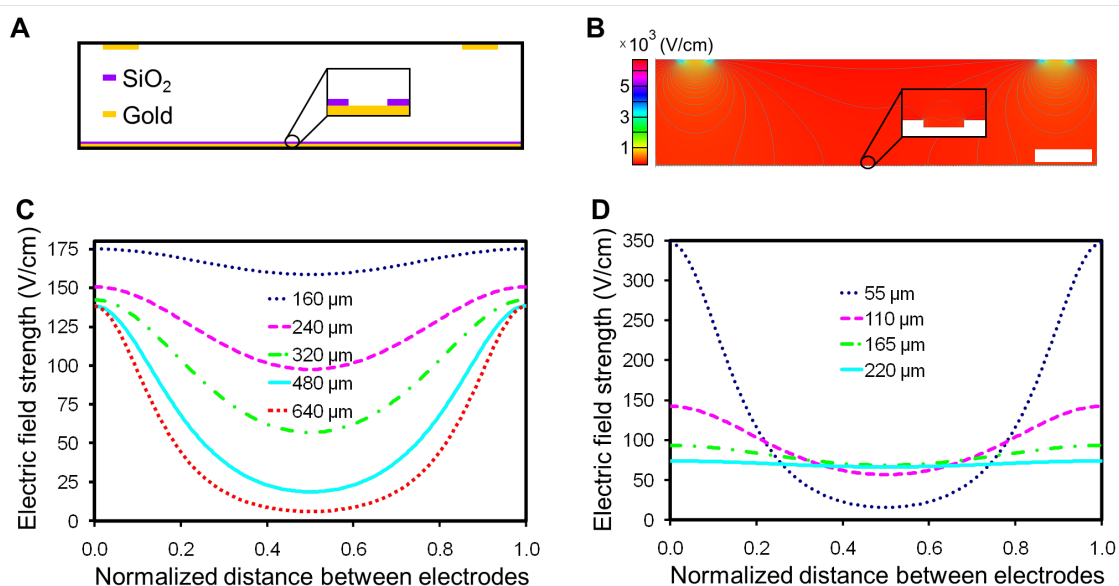 A
SiO2
Gold
B
× 10³ (V/cm)
5
3
1
C
Electric field strength (V/cm)
175
150
125
100
75
50
25
0
160 µm
240 µm
320 µm
480 µm
640 µm
0.0 0.2 0.4 0.6 0.8 1.0
Normalized distance between electrodes
D
Electric field strength (V/cm)
350
300
250
200
150
100
50
0
55 µm
110 µm
165 µm
220 µm
0.0 0.2 0.4 0.6 0.8 1.0
Normalized distance between electrodes